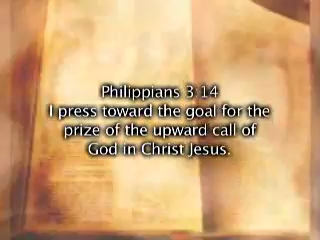 Philippians 3:14
I press toward the goal for the
prize of the upward call of
God in Christ Jesus.